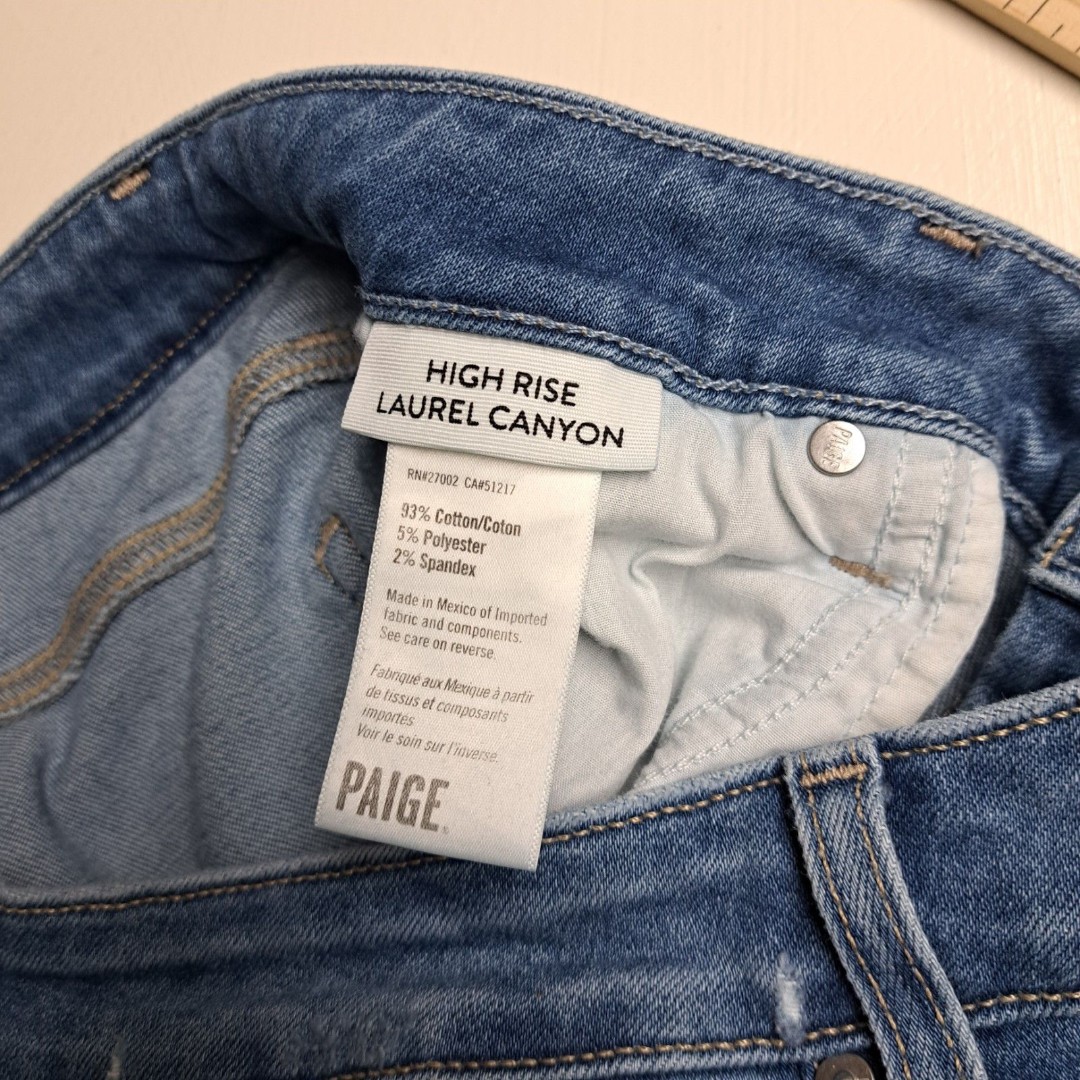 HIGH RISE
LAUREL CANYON
PAIGE
RN#27002 CA#51217
93% Cotton/Coton
5% Polyester
2% Spandex
Made in Mexico of Imported
fabric and components.
See care on reverse.
Fabriqué aux Mexique à partir
de tissus et composants
importés.
Voir le soin sur l'inverse.
PAIGE